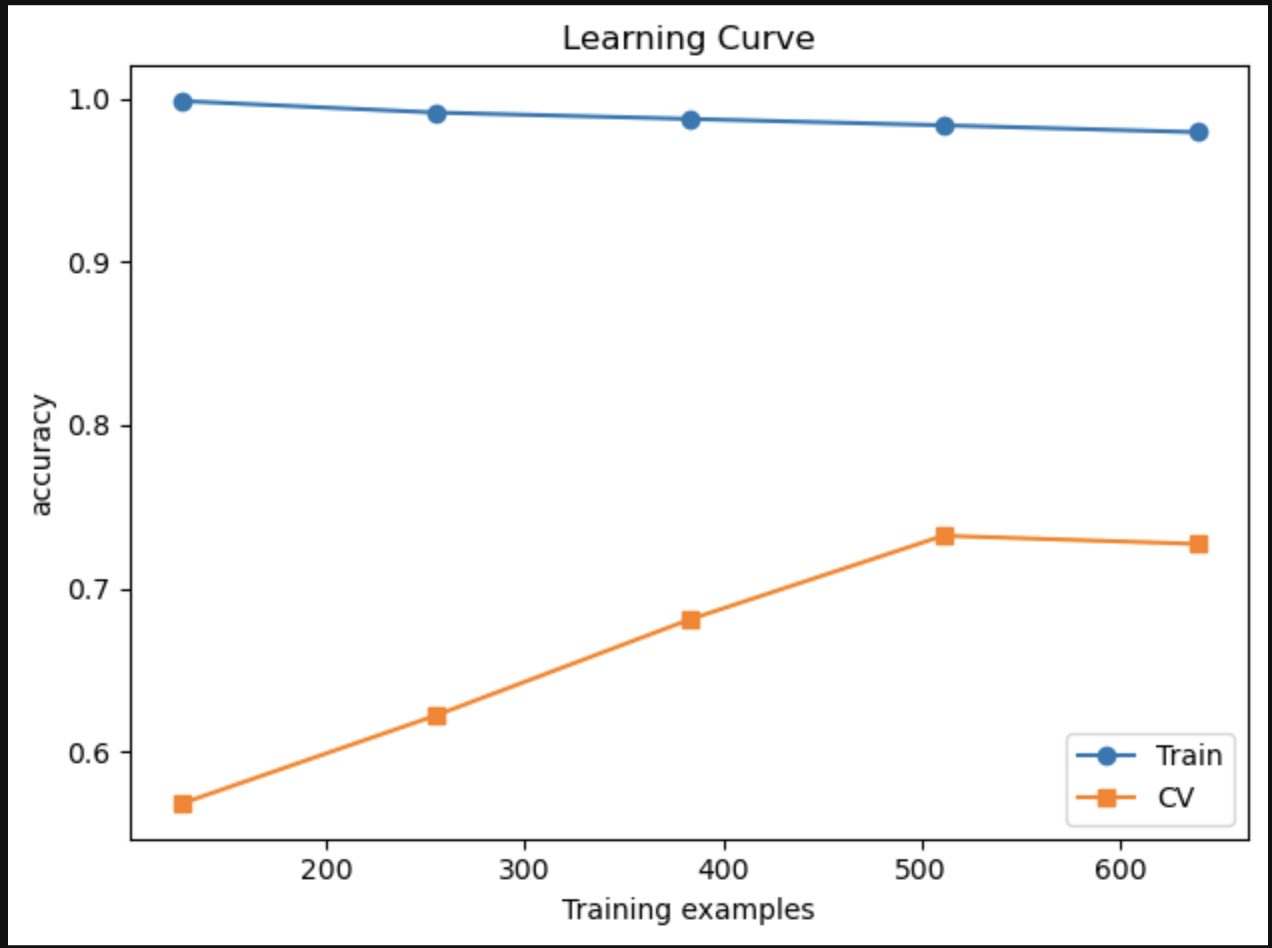 Learning Curve
1.0
0.9
0.8
0.7
0.6
accuracy
200 300 400 500 600
Training examples
Train
CV